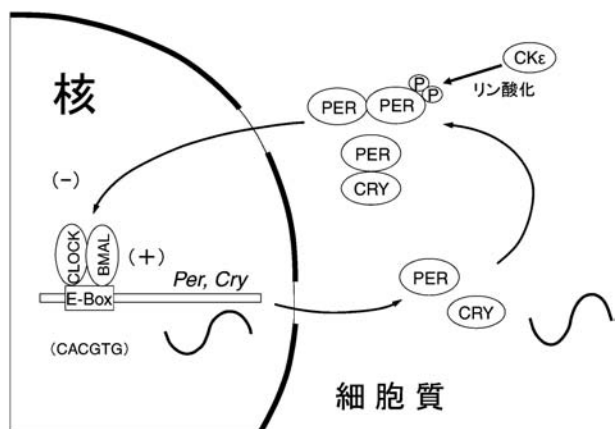 核
CKε
P
P
リン酸化
PER
PER
PER
CRY
(-)
CLOCK
BMAL
(+)
Per, Cry
E-Box
(CACGTG)
PER
CRY
細胞質